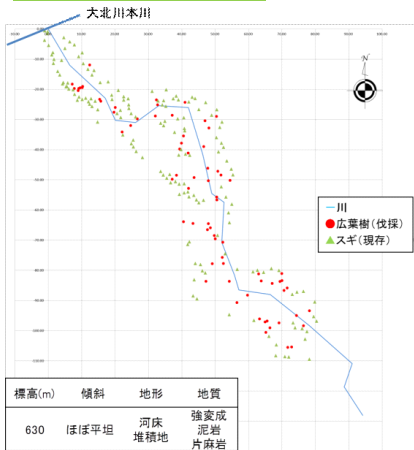 大北川本川
N
川
広葉樹(伐採)
スギ(現存)
標高(m) 傾斜 地形 地質
630 ほぼ平坦 河床堆積地 強変成泥岩片麻岩